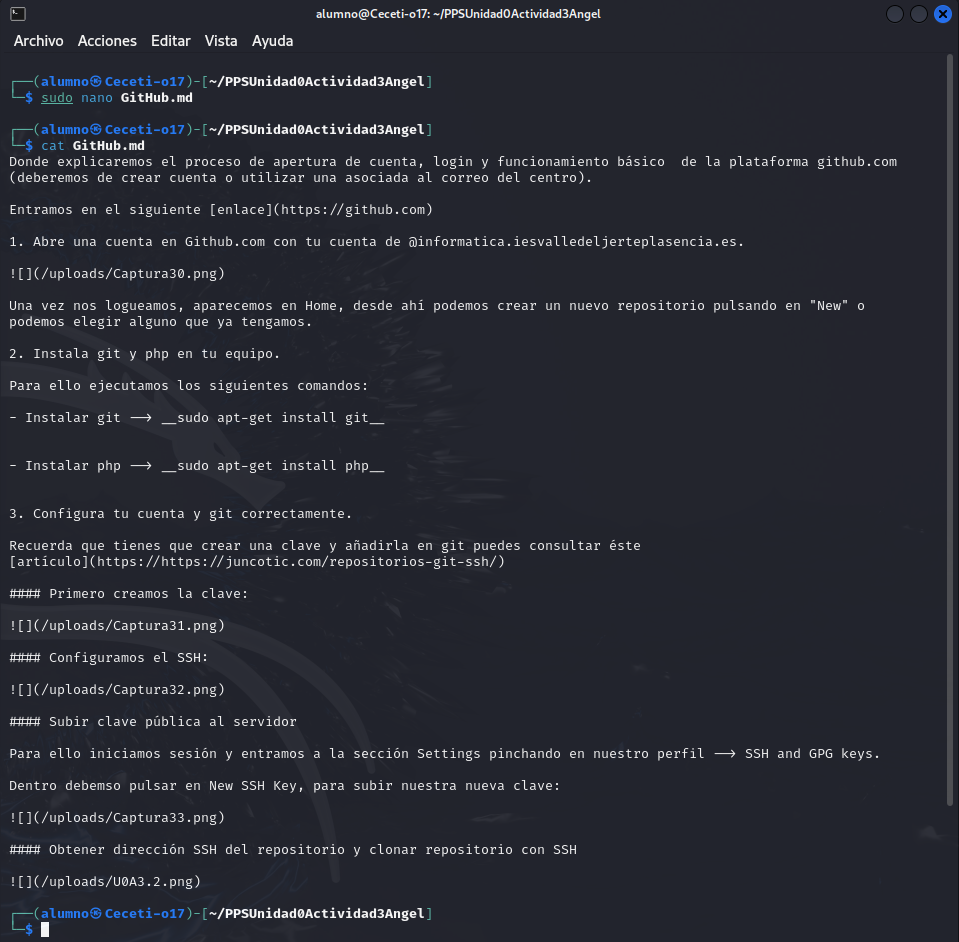 alumno@Ceceti-o17: ~/PPSUnidad0Actividad3Angel
Archivo Acciones Editar Vista Ayuda
┌──(alumno㉿Ceceti-o17)-[~/PPSUnidad0Actividad3Angel]
└─$ sudo nano GitHub.md
┌──(alumno㉿Ceceti-o17)-[~/PPSUnidad0Actividad3Angel]
└─$ cat GitHub.md
Donde explicaremos el proceso de apertura de cuenta, login y funcionamiento básico  de la plataforma github.com
(deberemos de crear cuenta o utilizar una asociada al correo del centro).
Entramos en el siguiente [enlace](https://github.com)
1. Abre una cuenta en Github.com con tu cuenta de @informatica.iesvalledeljerteplasencia.es.
![](/uploads/Captura30.png)
Una vez nos logueamos, aparecemos en Home, desde ahí podemos crear un nuevo repositorio pulsando en "New" o
podemos elegir alguno que ya tengamos.
2. Instala git y php en tu equipo.
Para ello ejecutamos los siguientes comandos:
- Instalar git --> __sudo apt-get install git__
- Instalar php --> __sudo apt-get install php__
3. Configura tu cuenta y git correctamente.
Recuerda que tienes que crear una clave y añadirla en git puedes consultar éste
[artículo](https://https://juncotic.com/repositorios-git-ssh/)
#### Primero creamos la clave:
![](/uploads/Captura31.png)
#### Configuramos el SSH:
![](/uploads/Captura32.png)
#### Subir clave pública al servidor
Para ello iniciamos sesión y entramos a la sección Settings pinchando en nuestro perfil --> SSH and GPG keys.
Dentro debemso pulsar en New SSH Key, para subir nuestra nueva clave:
![](/uploads/Captura33.png)
#### Obtener dirección SSH del repositorio y clonar repositorio con SSH
![](/uploads/U0A3.2.png)
┌──(alumno㉿Ceceti-o17)-[~/PPSUnidad0Actividad3Angel]
└─$